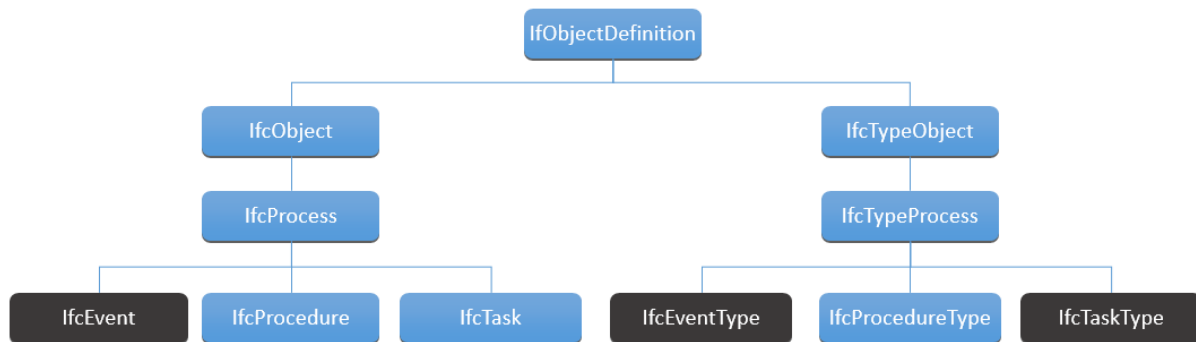 IfObjectDefinition
IfcObject
IfcTypeObject
IfcProcess
IfcTypeProcess
IfcEvent
IfcProcedure
IfcTask
IfcEventType
IfcProcedureType
IfcTaskType